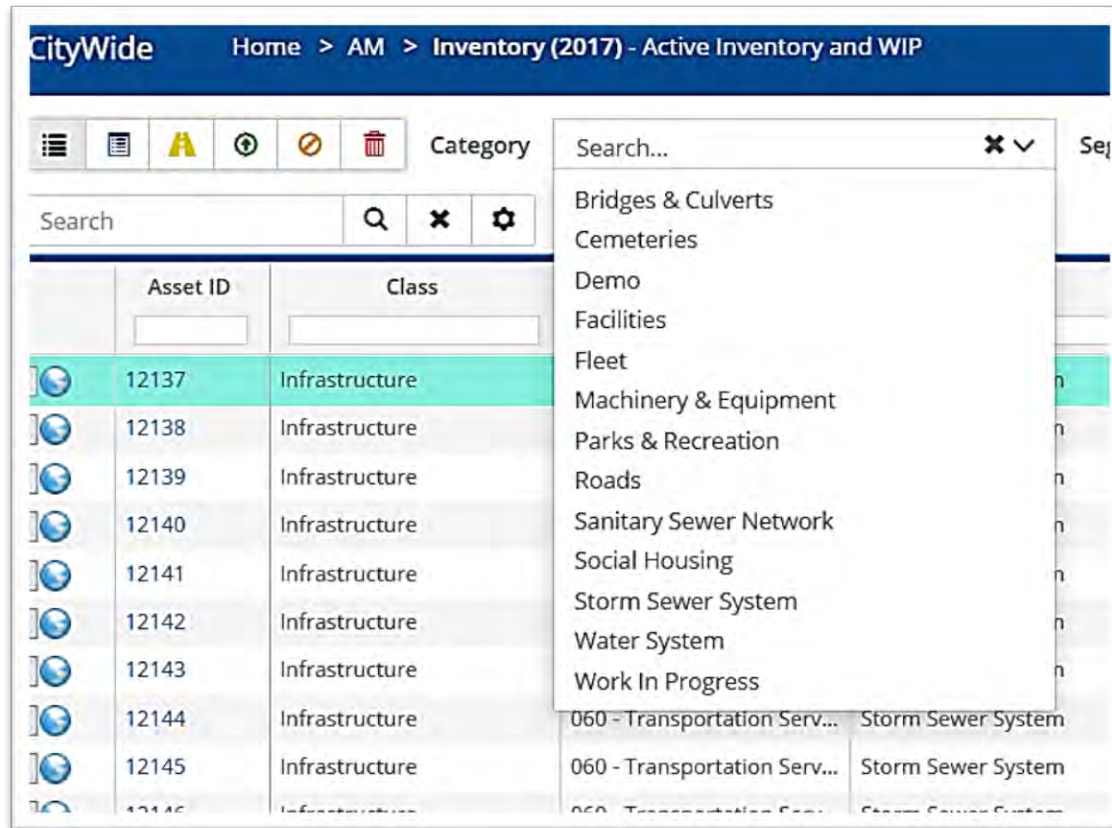 CityWide Home > AM > Inventory (2017) - Active Inventory and WIP
Category Search...
Search
Bridges & Culverts
Cemeteries
Demo
Facilities
Fleet
Machinery & Equipment
Parks & Recreation
Roads
Sanitary Sewer Network
Social Housing
Storm Sewer System
Water System
Work In Progress
Asset ID Class
12137 Infrastructure
12138 Infrastructure
12139 Infrastructure
12140 Infrastructure
12141 Infrastructure
12142 Infrastructure
12143 Infrastructure
12144 Infrastructure 060 - Transportation Serv... Storm Sewer System
12145 Infrastructure 060 - Transportation Serv... Storm Sewer System